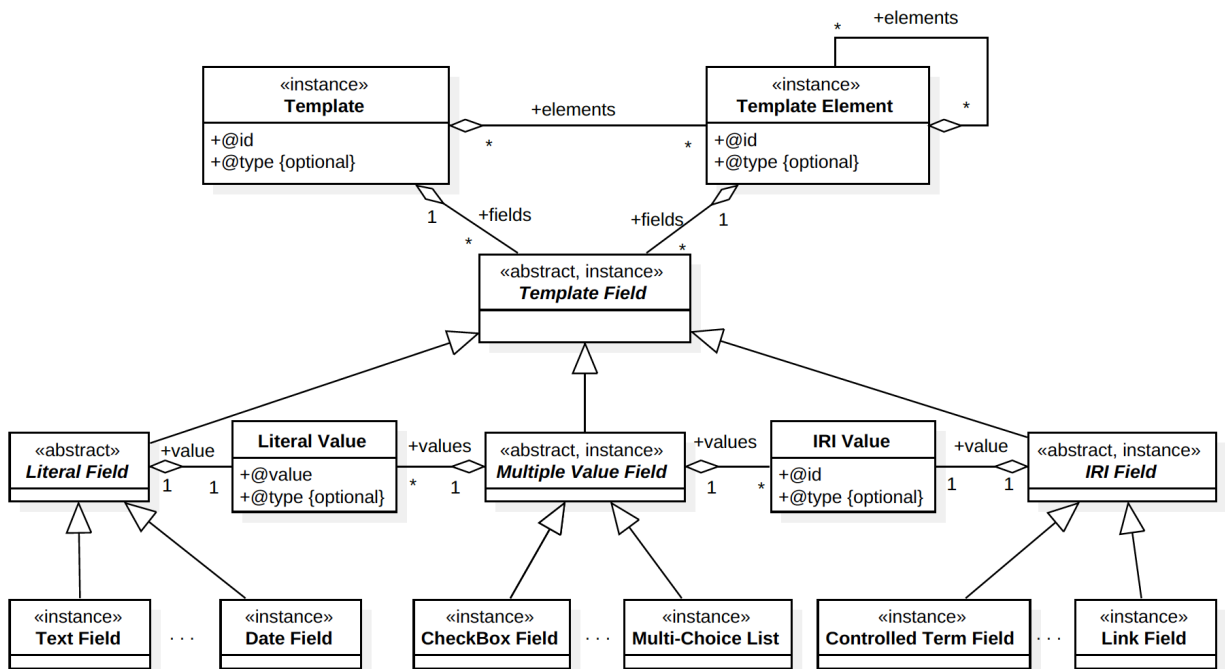 +elements
*
«instance»
Template
+@id
+@type {optional}
+elements
*
*
«instance»
Template Element
+@id
+@type {optional}
*
1
+fields
*
+fields
1
*
«abstract, instance»
Template Field
«abstract»
Literal Field
+value
1
1
Literal Value
+@value
+@type {optional}
+values
*
1
«abstract, instance»
Multiple Value Field
+values
1
*
IRI Value
+@id
+@type {optional}
+value
1
1
«abstract, instance»
IRI Field
«instance»
Text Field
. . .
«instance»
Date Field
«instance»
CheckBox Field
. . .
«instance»
Multi-Choice List
«instance»
Controlled Term Field
. . .
«instance»
Link Field